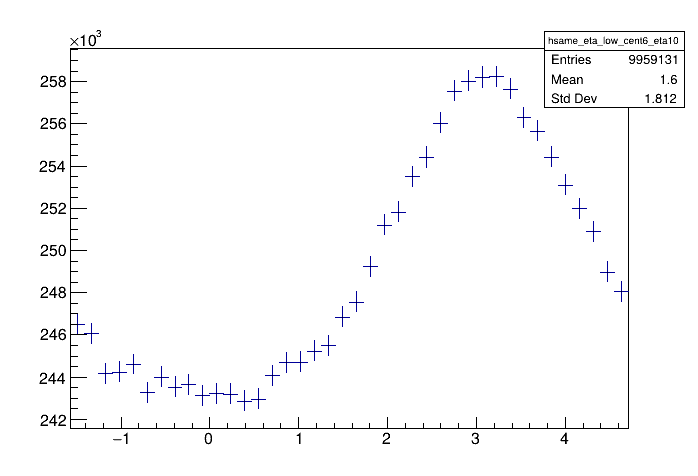 ×10³
hsame_eta_low_cent6_eta10
Entries 9959131
Mean 1.6
Std Dev 1.812
258
256
254
252
250
248
246
244
242
−1 0 1 2 3 4